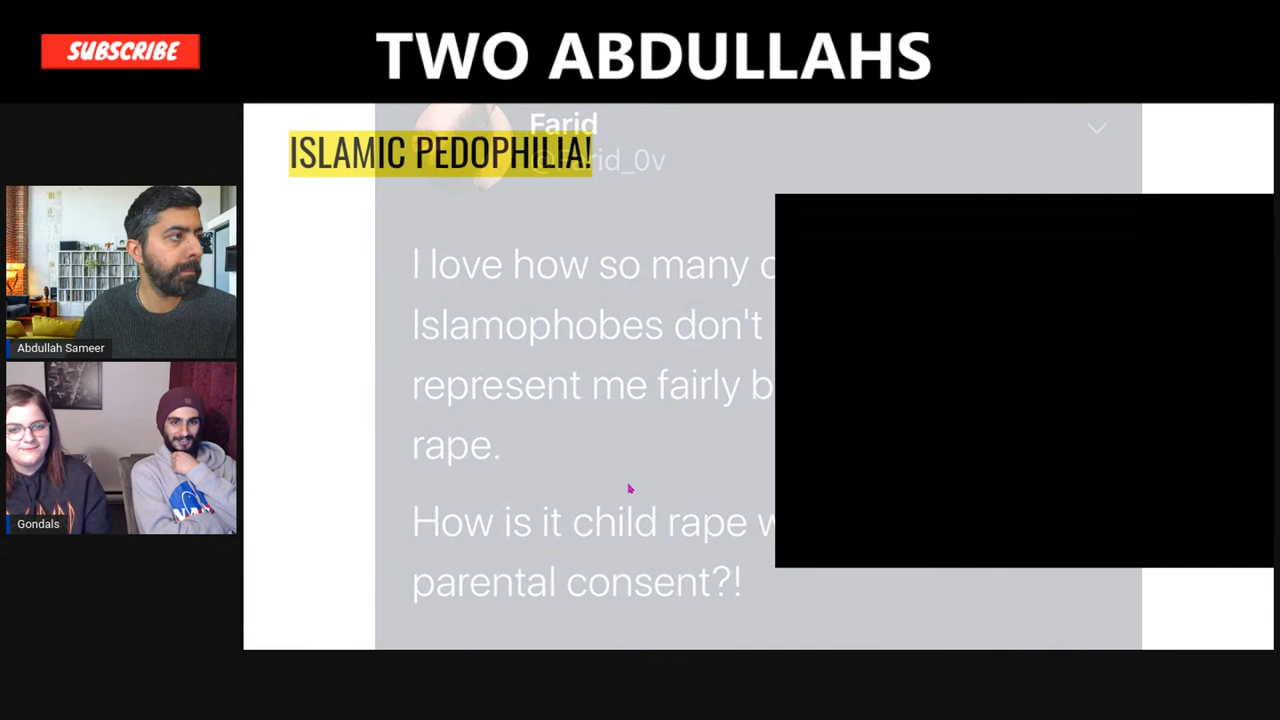 SUBSCRIBE
TWO ABDULLAHS
Farid
ISLAMIC PEDOPHILIA!
@Farid_0v
I love how so many
Islamophobes don't
represent me fairly b
rape.
How is it child rape w
parental consent?!
Abdullah Sameer
Gondals